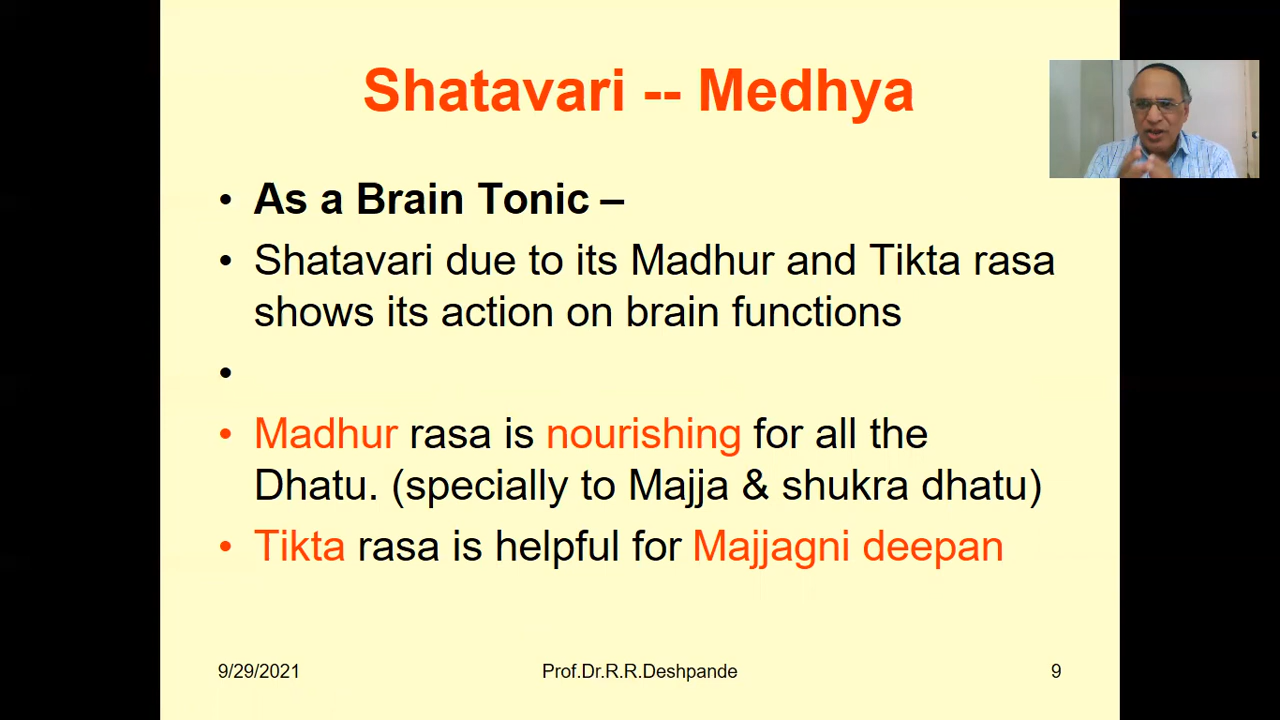 Shatavari -- Medhya
• As a Brain Tonic –
• Shatavari due to its Madhur and Tikta rasa
shows its action on brain functions
•
• Madhur rasa is nourishing for all the
Dhatu. (specially to Majja & shukra dhatu)
• Tikta rasa is helpful for Majjagni deepan
9/29/2021
Prof.Dr.R.R.Deshpande
9